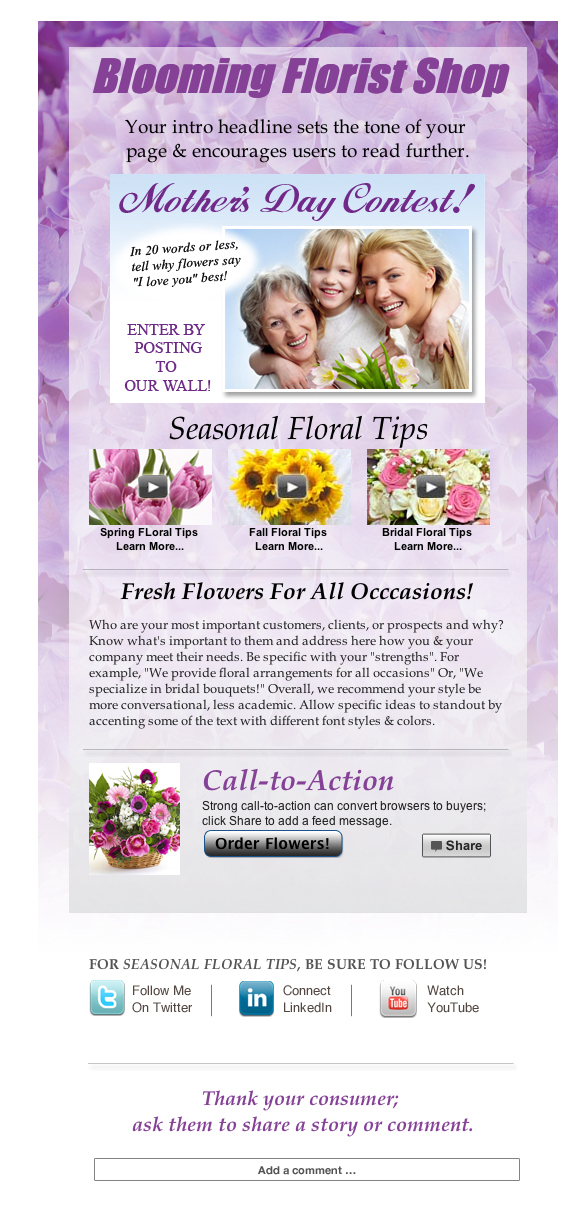 Blooming Florist Shop
Your intro headline sets the tone of your
page & encourages users to read further.
Mother's Day Contest!
In 20 words or less,
tell why flowers say
"I love you" best!
ENTER BY
POSTING
TO
OUR WALL!
Seasonal Floral Tips
Spring FLoral Tips
Learn More...
Fall Floral Tips
Learn More...
Bridal Floral Tips
Learn More...
Fresh Flowers For All Occcasions!
Who are your most important customers, clients, or prospects and why?
Know what's important to them and address here how you & your
company meet their needs. Be specific with your "strengths". For
example, "We provide floral arrangements for all occasions" Or, "We
specialize in bridal bouquets!" Overall, we recommend your style be
more conversational, less academic. Allow specific ideas to standout by
accenting some of the text with different font styles & colors.
Call-to-Action
Strong call-to-action can convert browsers to buyers;
click Share to add a feed message.
Order Flowers!
Share
FOR SEASONAL FLORAL TIPS, BE SURE TO FOLLOW US!
Follow Me
On Twitter
in
Connect
LinkedIn
You
Tube
Watch
YouTube
Thank your consumer;
ask them to share a story or comment.
Add a comment ...